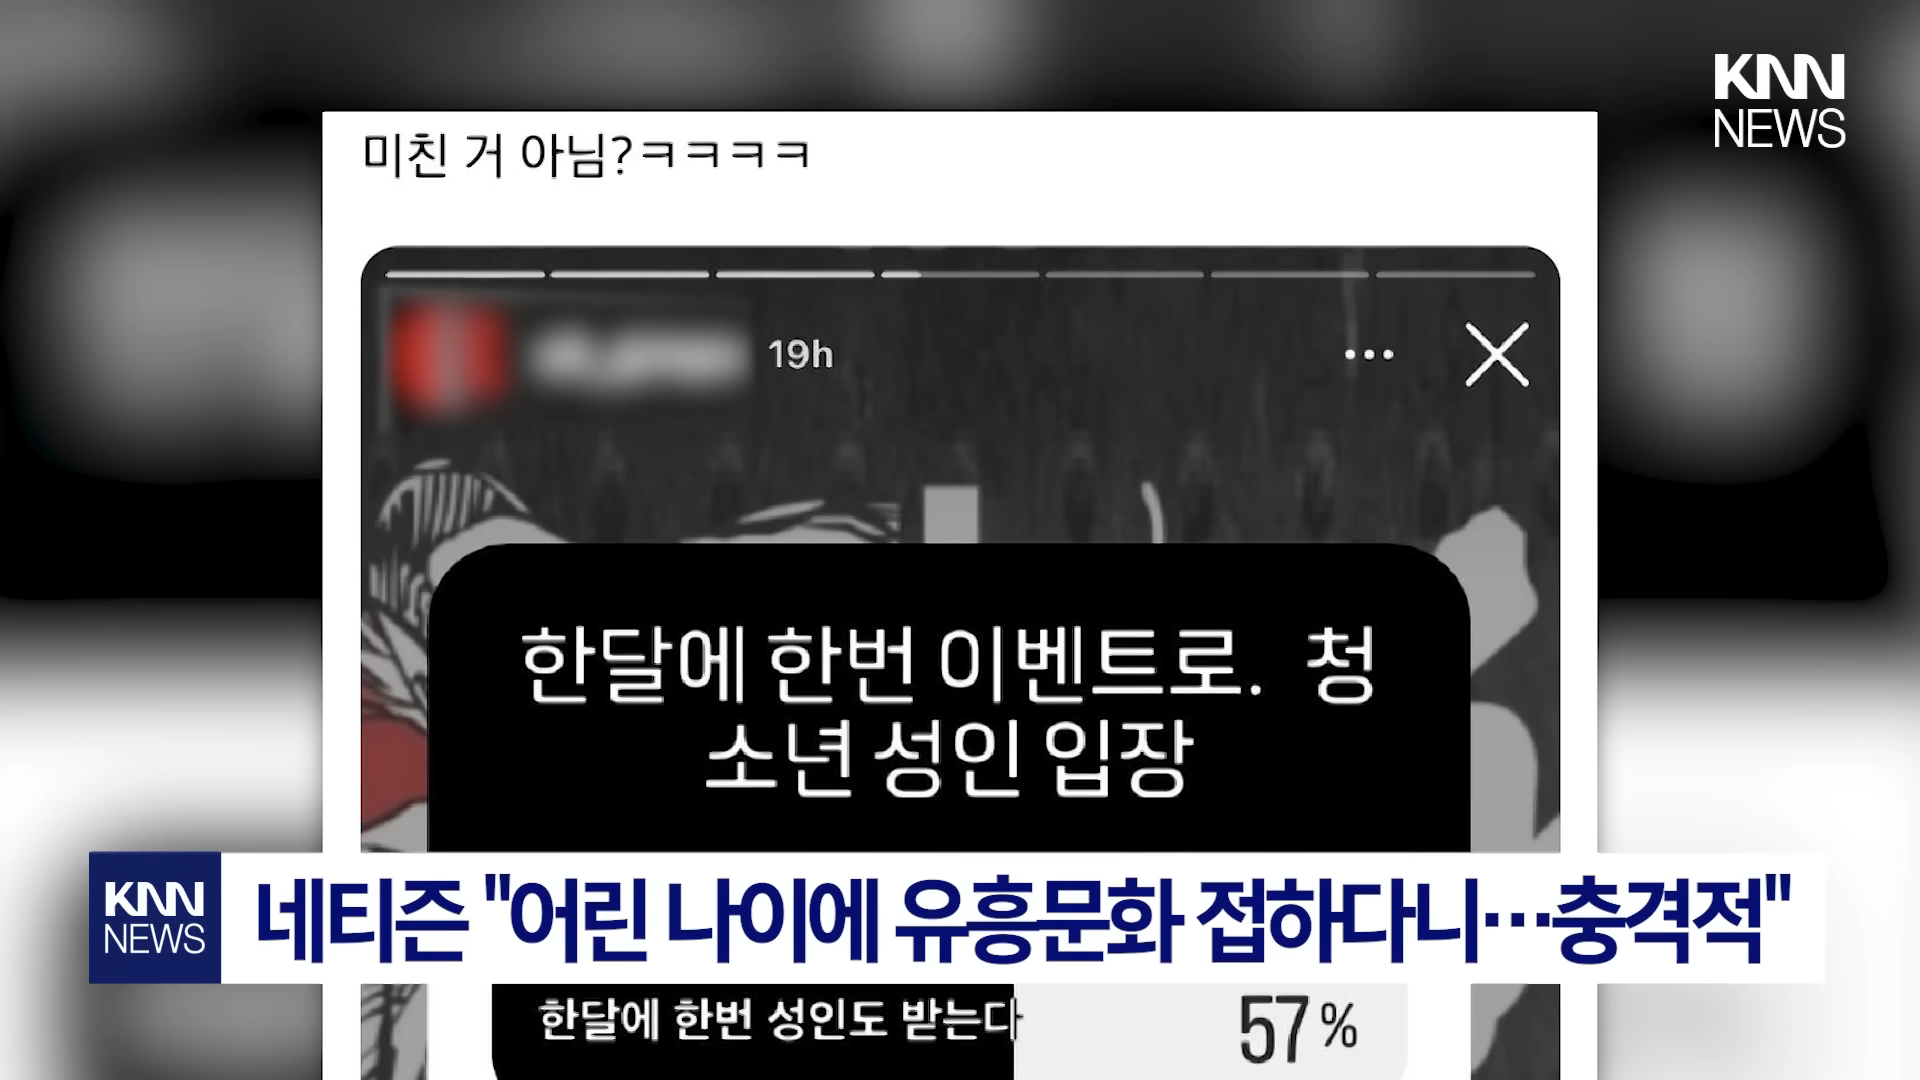 KNN
NEWS
미친 거 아님?ㅋㅋㅋㅋ
19h
한달에 한번 이벤트로. 청
소년 성인 입장
KNN
NEWS
네티즌 "어린 나이에 유흥문화 접하다니…충격적"
한달에 한번 성인도 받는다
57%